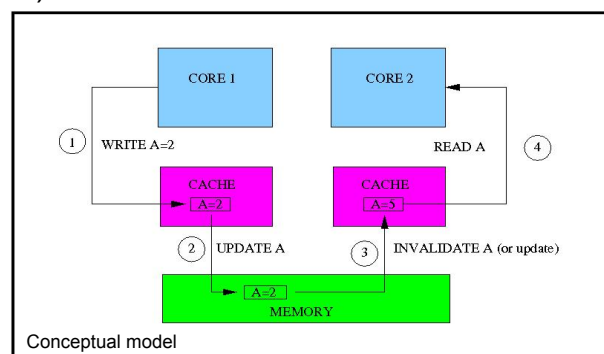 CORE 1
CORE 2
1
WRITE A=2
READ A
4
CACHE
A=2
CACHE
A=5
2
UPDATE A
3
INVALIDATE A (or update)
A=2
MEMORY
Conceptual model